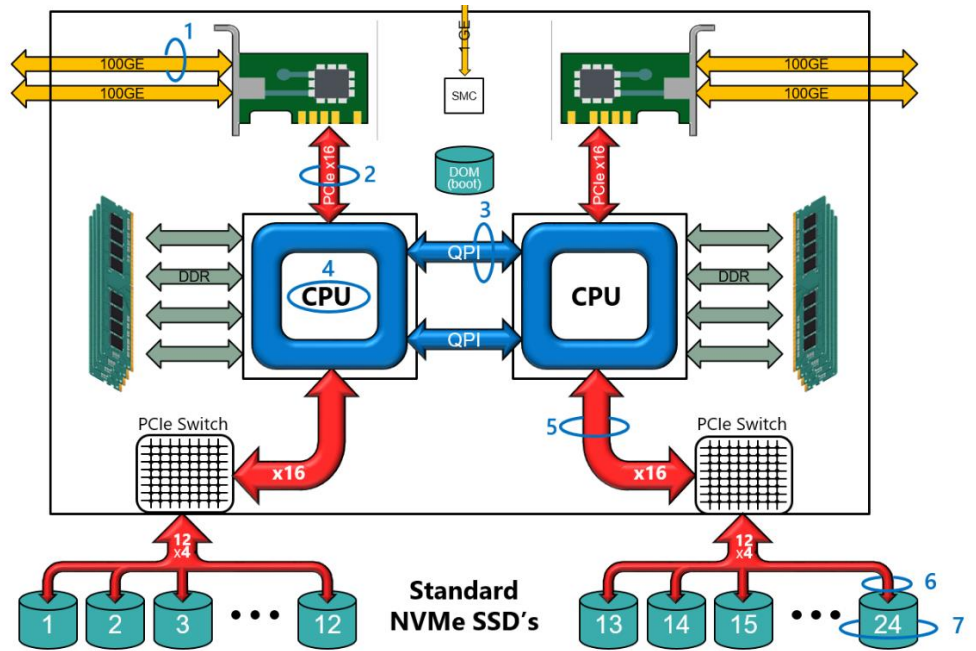 1
1 GE
100GE
100GE
SMC
100GE
100GE
PCIe x16
2
DOM
(boot)
PCIe x16
3
QPI
4
CPU
CPU
DDR
DDR
QPI
PCIe Switch
5
PCIe Switch
x16
x16
12
x4
12
x4
6
1
2
3
•••
12
Standard
NVMe SSD's
13
14
15
•••
24
7